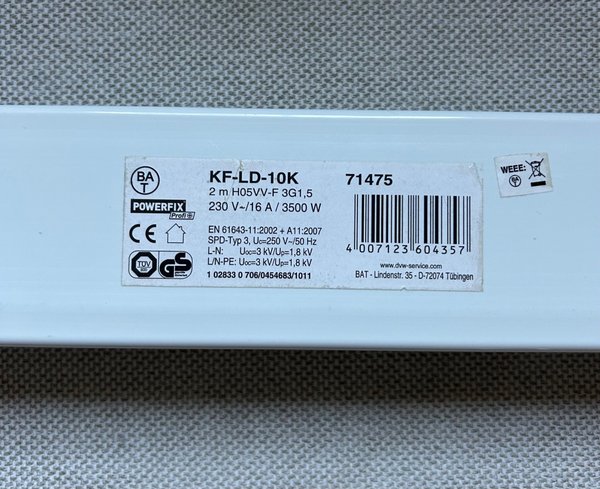 BAT
POWERFIX
Profi+
CE
TÜV
GS
KF-LD-10K
2 m H05VV-F 3G1,5
230 V~/16 A / 3500 W
EN 61643-11:2002 + A11:2007
SPD-Typ 3, Uc=250 V~/50 Hz
L-N: Uoc=3 kV/Up=1,8 kV
L/N-PE: Uoc=3 kV/Up=1,8 kV
1 02833 0 706/0454683/1011
71475
4 007123 604357
www.dvw-service.com
BAT - Lindenstr. 35 - D-72074 Tübingen
WEEE: